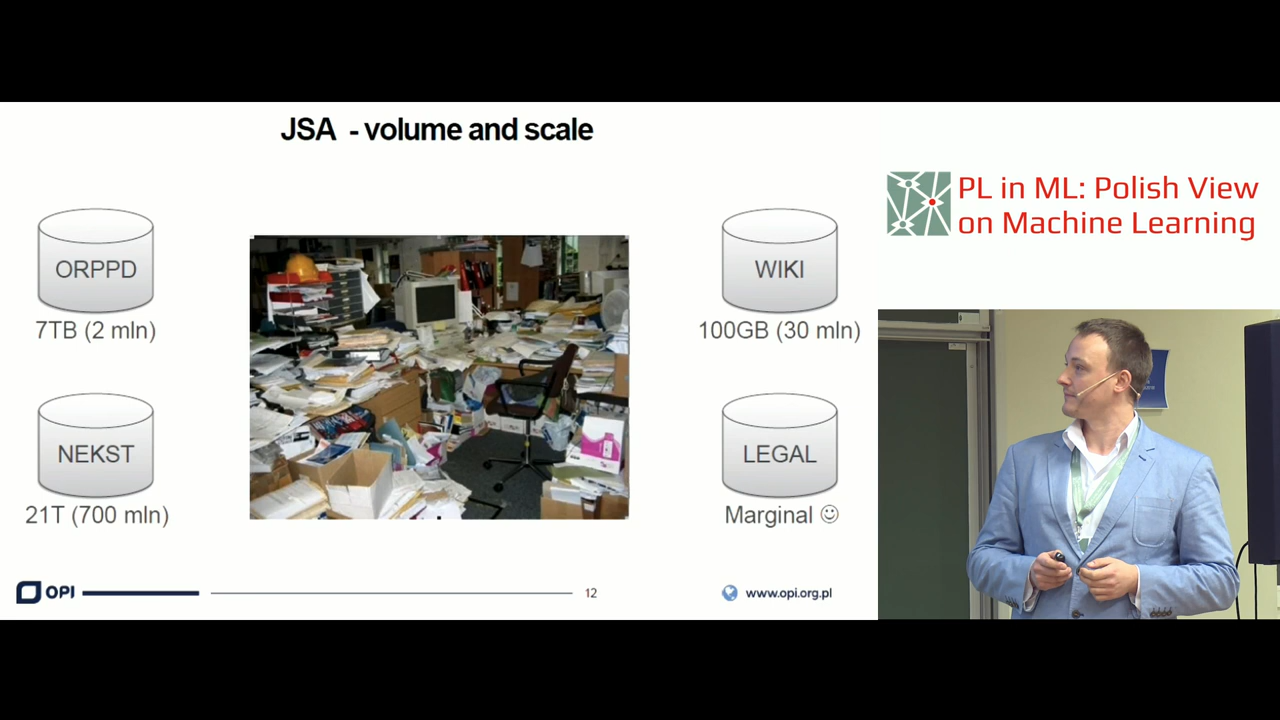 JSA - volume and scale
ORPPD
7TB (2 mln)
NEKST
21T (700 mln)
WIKI
100GB (30 mln)
LEGAL
Marginal ☺
OPI
12
www.opi.org.pl
PL in ML: Polish View
on Machine Learning